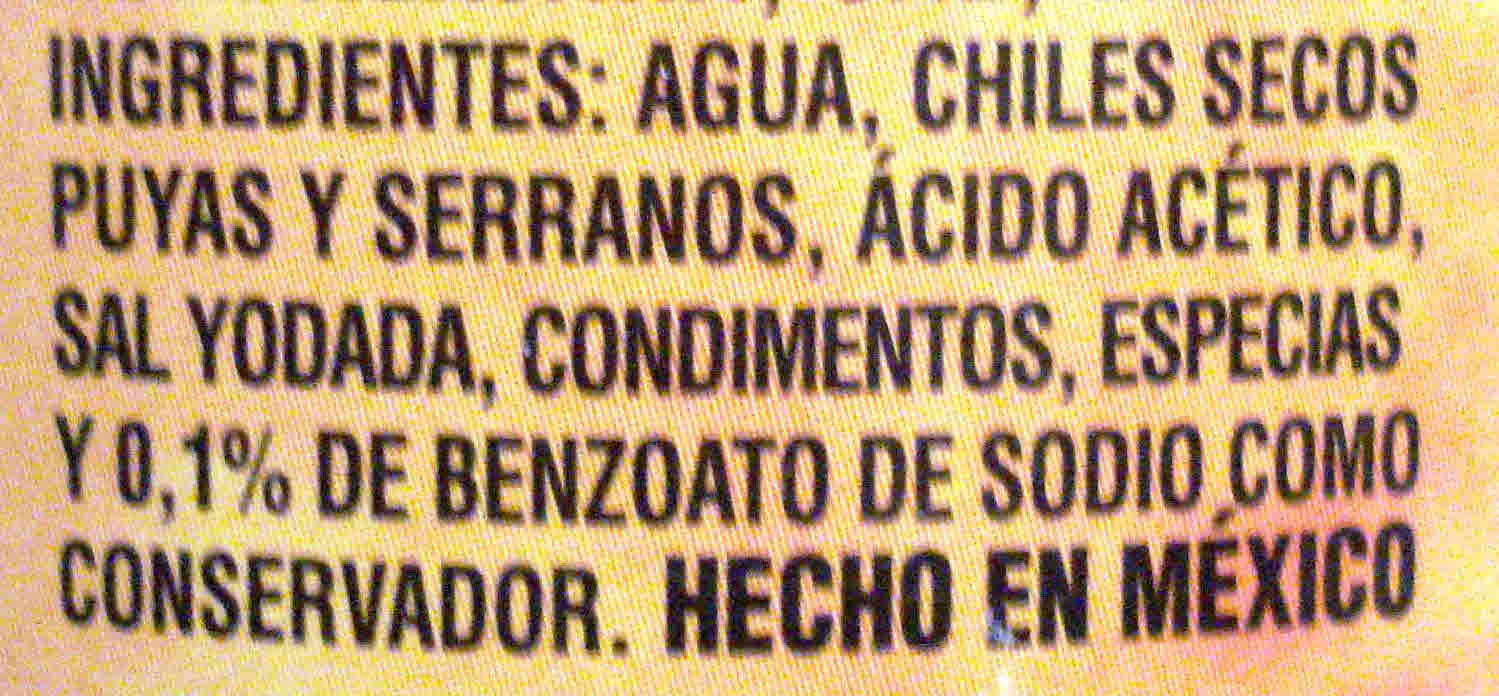 INGREDIENTES: AGUA, CHILES SECOS
PUYAS Y SERRANOS, ÁCIDO ACÉTICO,
SAL YODADA, CONDIMENTOS, ESPECIAS
Y 0,1% DE BENZOATO DE SODIO COMO
CONSERVADOR. HECHO EN MÉXICO